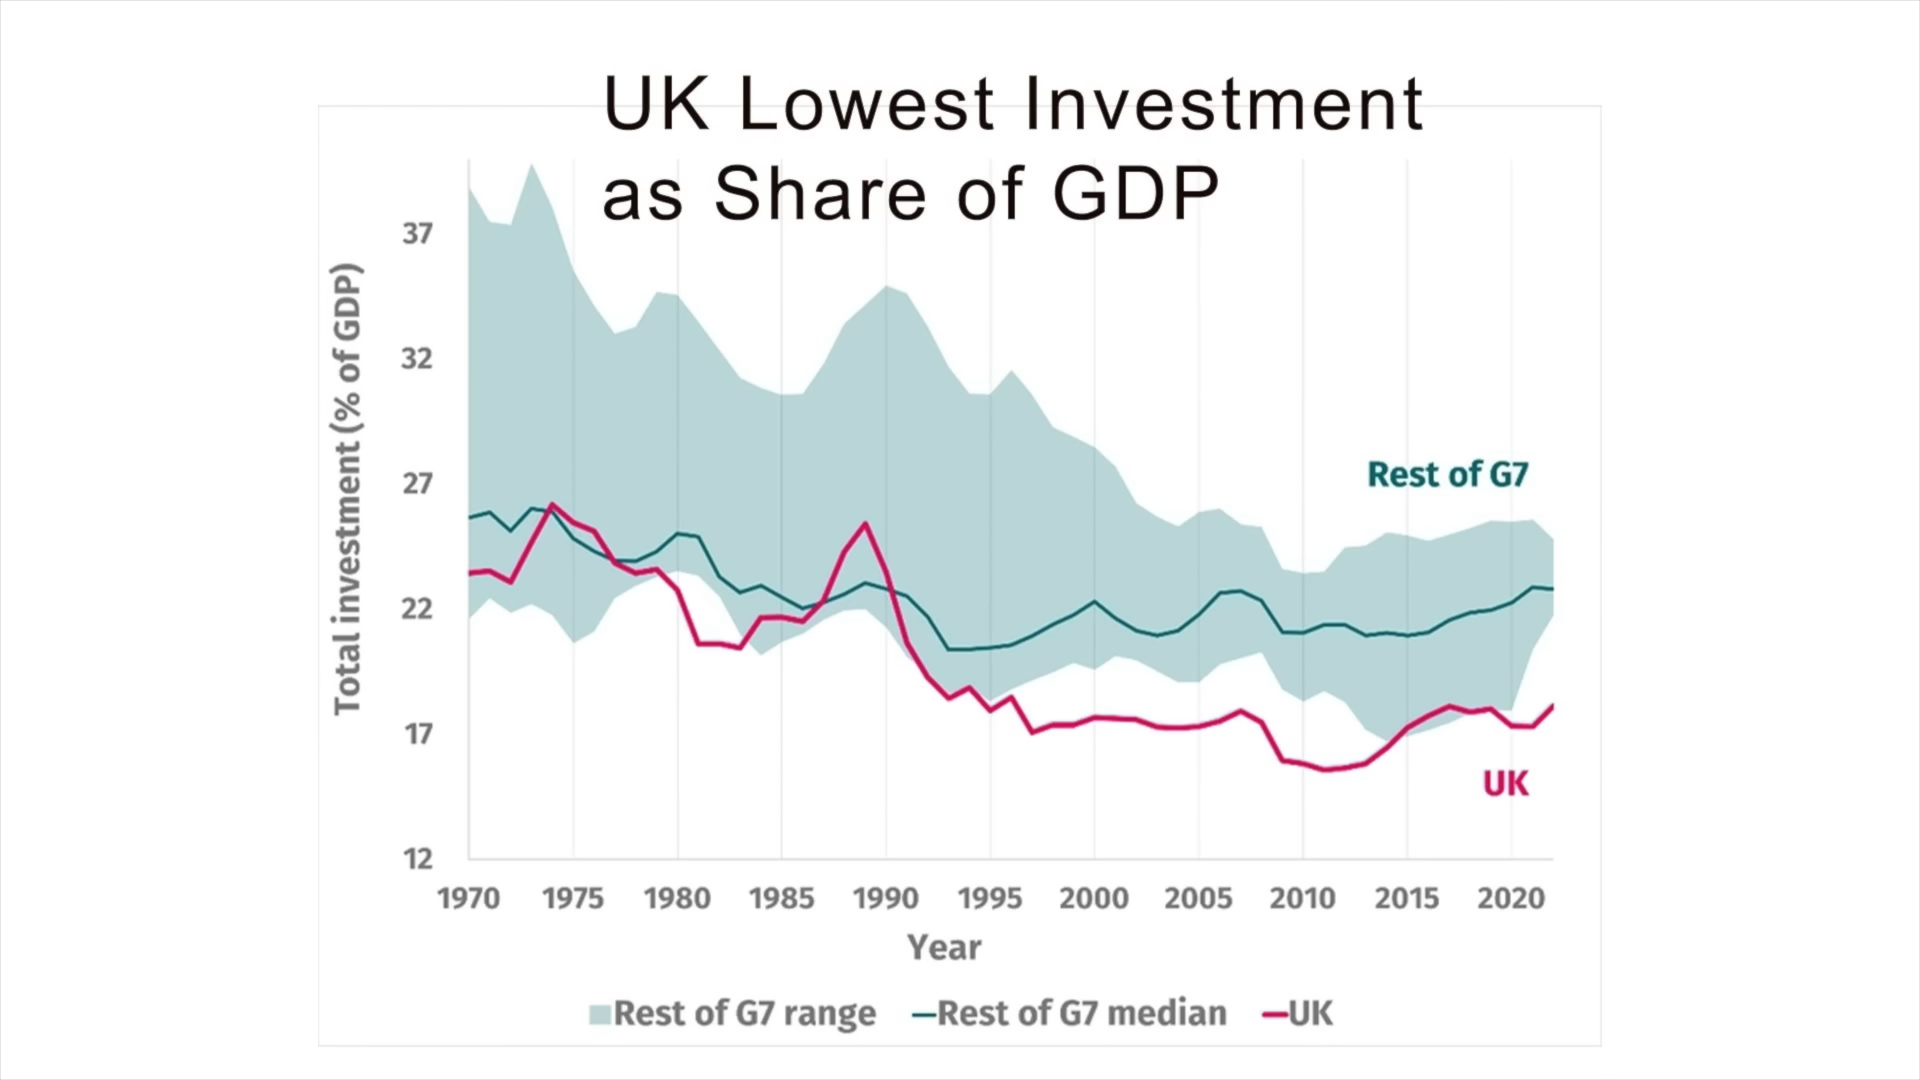 UK Lowest Investment
as Share of GDP
Total investment (% of GDP)
37
32
27
22
17
12
Rest of G7
UK
1970 1975 1980 1985 1990 1995 2000 2005 2010 2015 2020
Year
Rest of G7 range Rest of G7 median UK